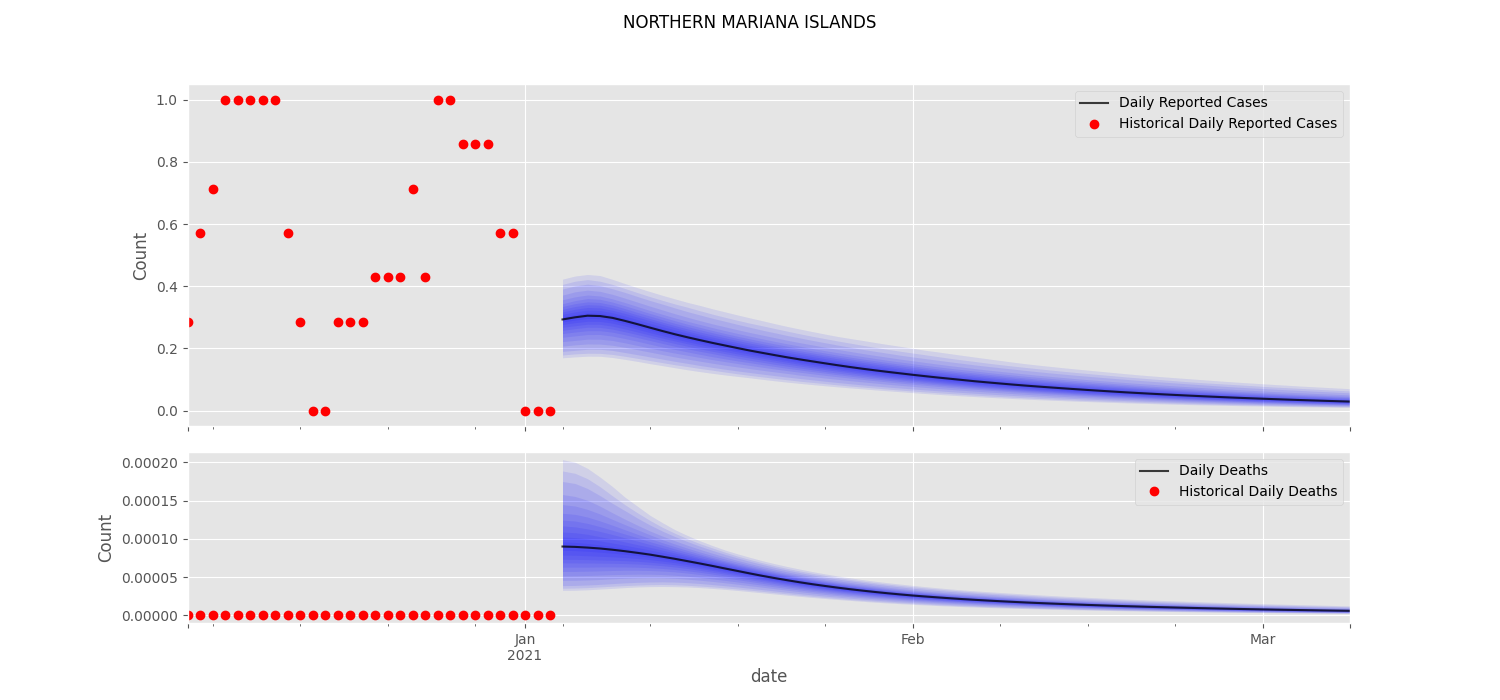 NORTHERN MARIANA ISLANDS
1.0
0.8
0.6
0.4
0.2
0.0
Count
Daily Reported Cases
Historical Daily Reported Cases
0.00020
0.00015
0.00010
0.00005
0.00000
Count
Daily Deaths
Historical Daily Deaths
Jan
2021
Feb
Mar
date